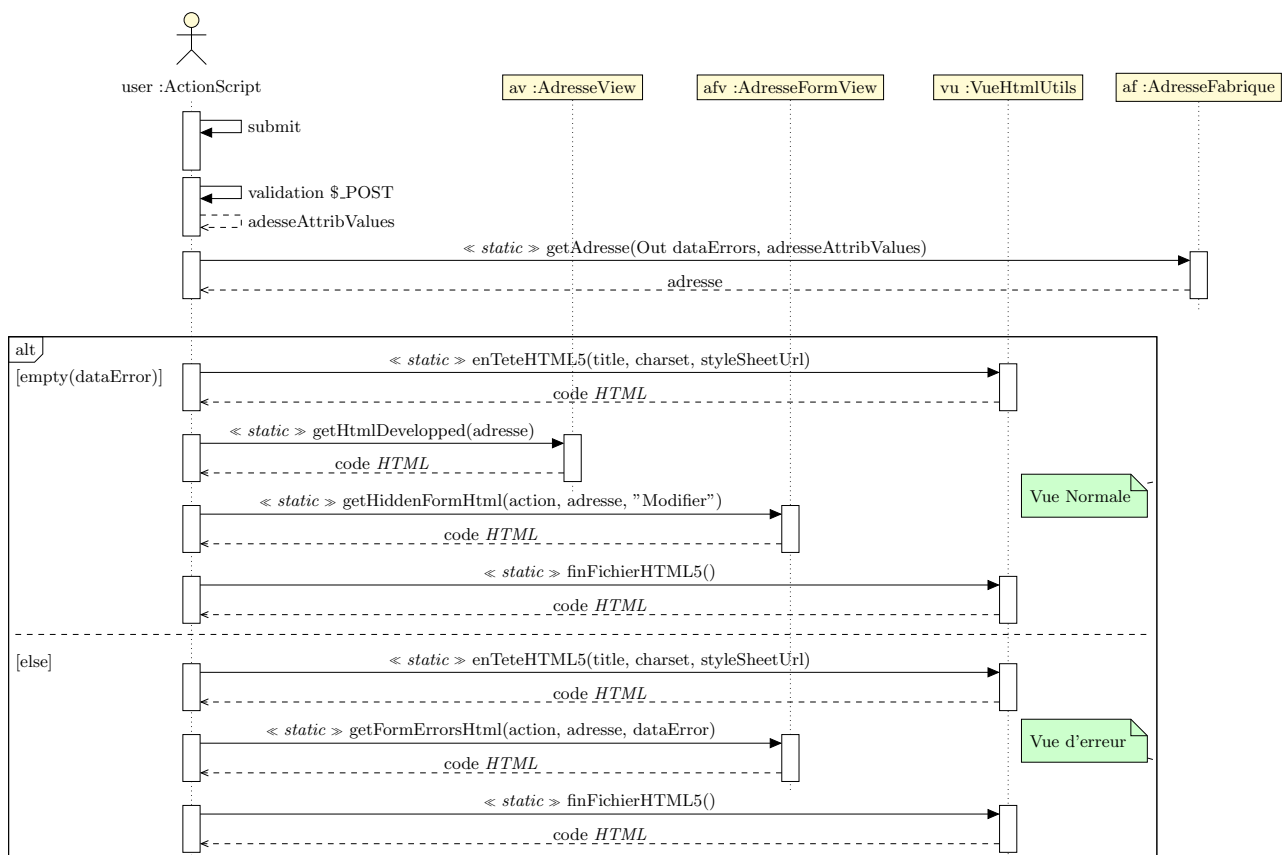 user :ActionScript
av :AdresseView
afv :AdresseFormView
vu :VueHtmlUtils
af :AdresseFabrique
submit
validation $_POST
adesseAttribValues
≪ static ≫ getAdresse(Out dataErrors, adresseAttribValues)
adresse
alt
[empty(dataError)]
≪ static ≫ enTeteHTML5(title, charset, styleSheetUrl)
code HTML
≪ static ≫ getHtmlDevelopped(adresse)
code HTML
≪ static ≫ getHiddenFormHtml(action, adresse, ”Modifier”)
Vue Normale
code HTML
≪ static ≫ finFichierHTML5()
code HTML
[else]
≪ static ≫ enTeteHTML5(title, charset, styleSheetUrl)
code HTML
≪ static ≫ getFormErrorsHtml(action, adresse, dataError)
Vue d'erreur
code HTML
≪ static ≫ finFichierHTML5()
code HTML